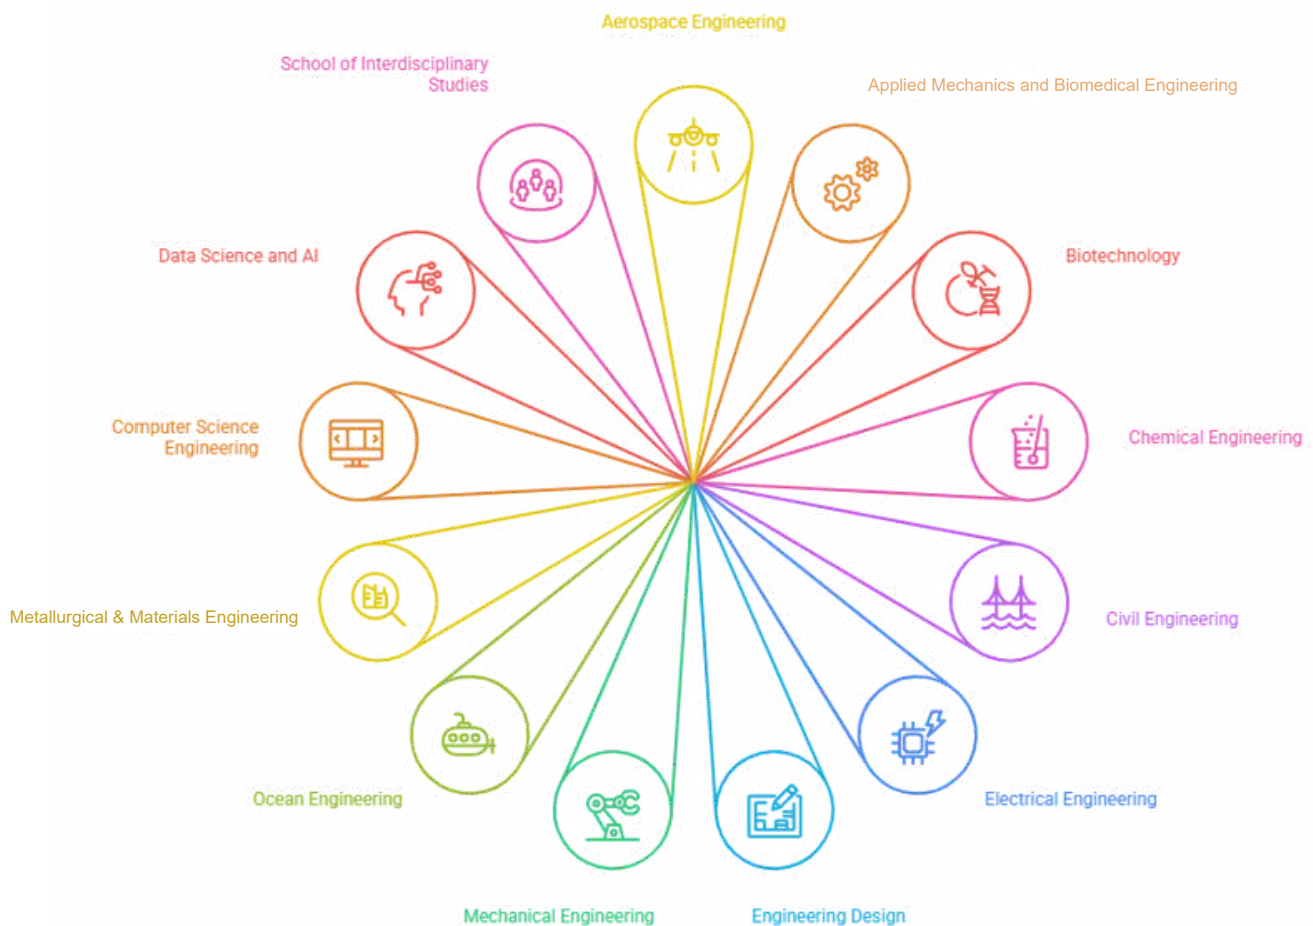 Aerospace Engineering
School of Interdisciplinary
Studies
Applied Mechanics and Biomedical Engineering
Data Science and AI
Biotechnology
Computer Science
Engineering
Chemical Engineering
Metallurgical & Materials Engineering
Civil Engineering
Ocean Engineering
Electrical Engineering
Mechanical Engineering
Engineering Design